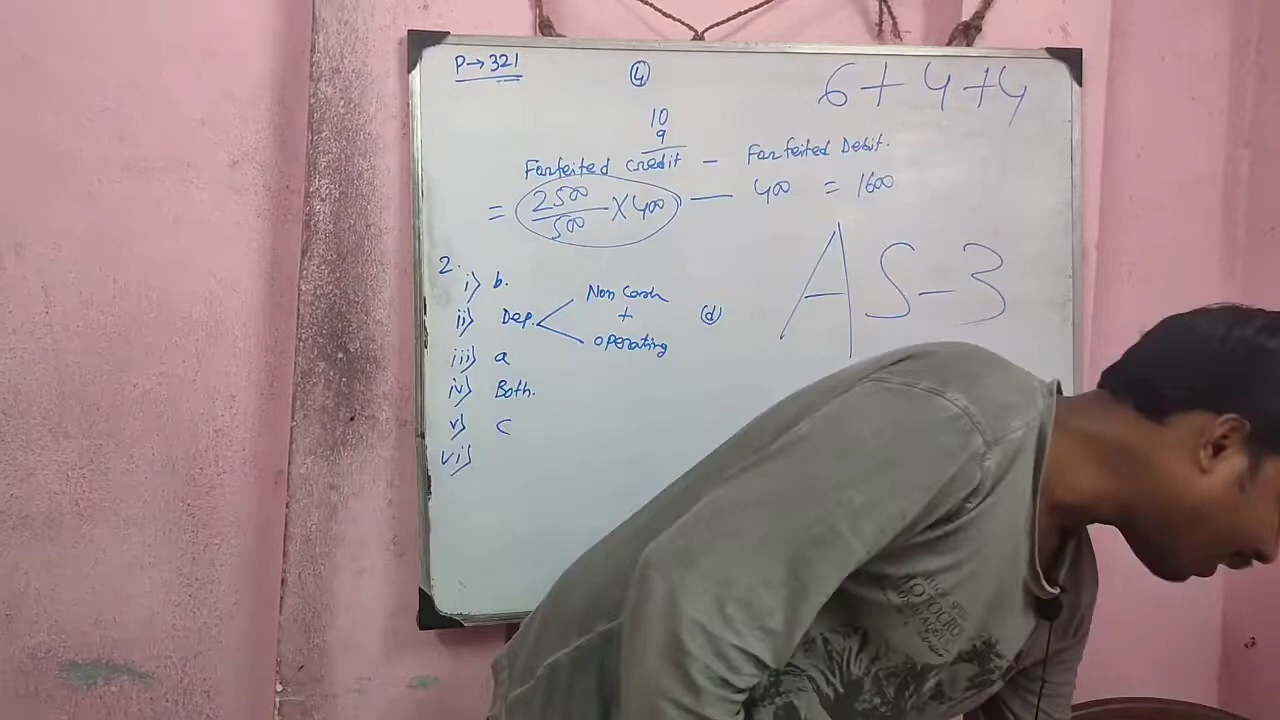 P→321
4
6+4+4
10
9
Forfeited Credit — Forfeited Debit.
= 2500/500 × 400 — 400 = 1600
2.
i) b.
ii) Dep. < Non Cash + operating (d)
AS-3
iii) a
iv) Both.
v) c
vi)